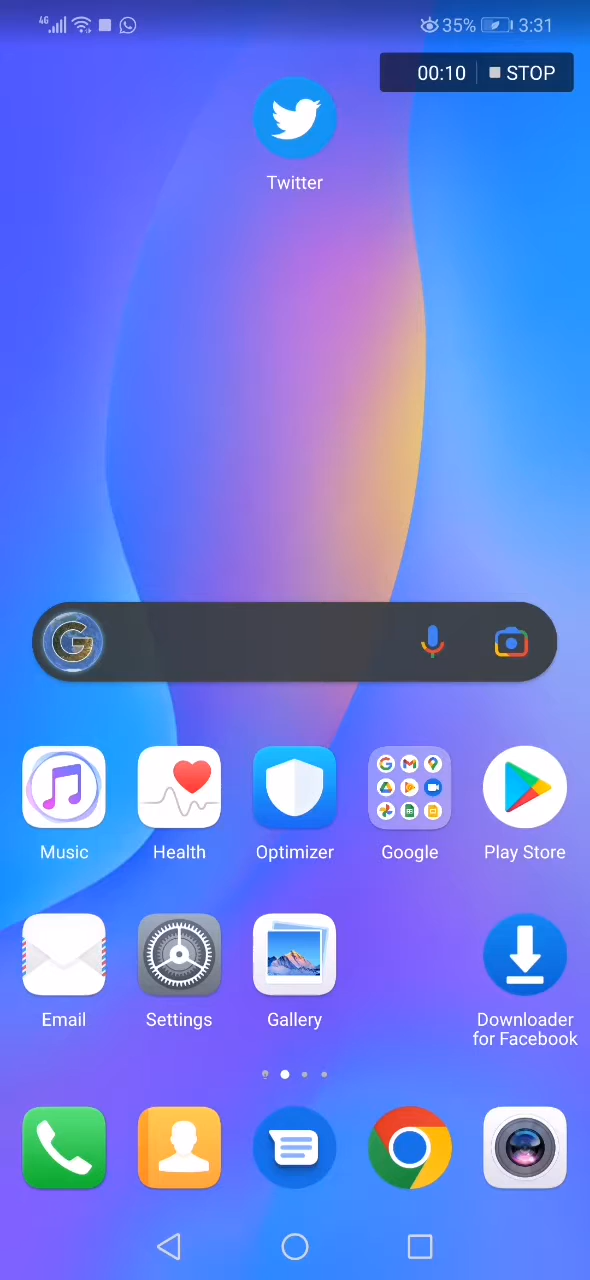 4G 35% 3:31
00:10 STOP
Twitter
G
Music Health Optimizer Google Play Store
Email Settings Gallery Downloader
for Facebook